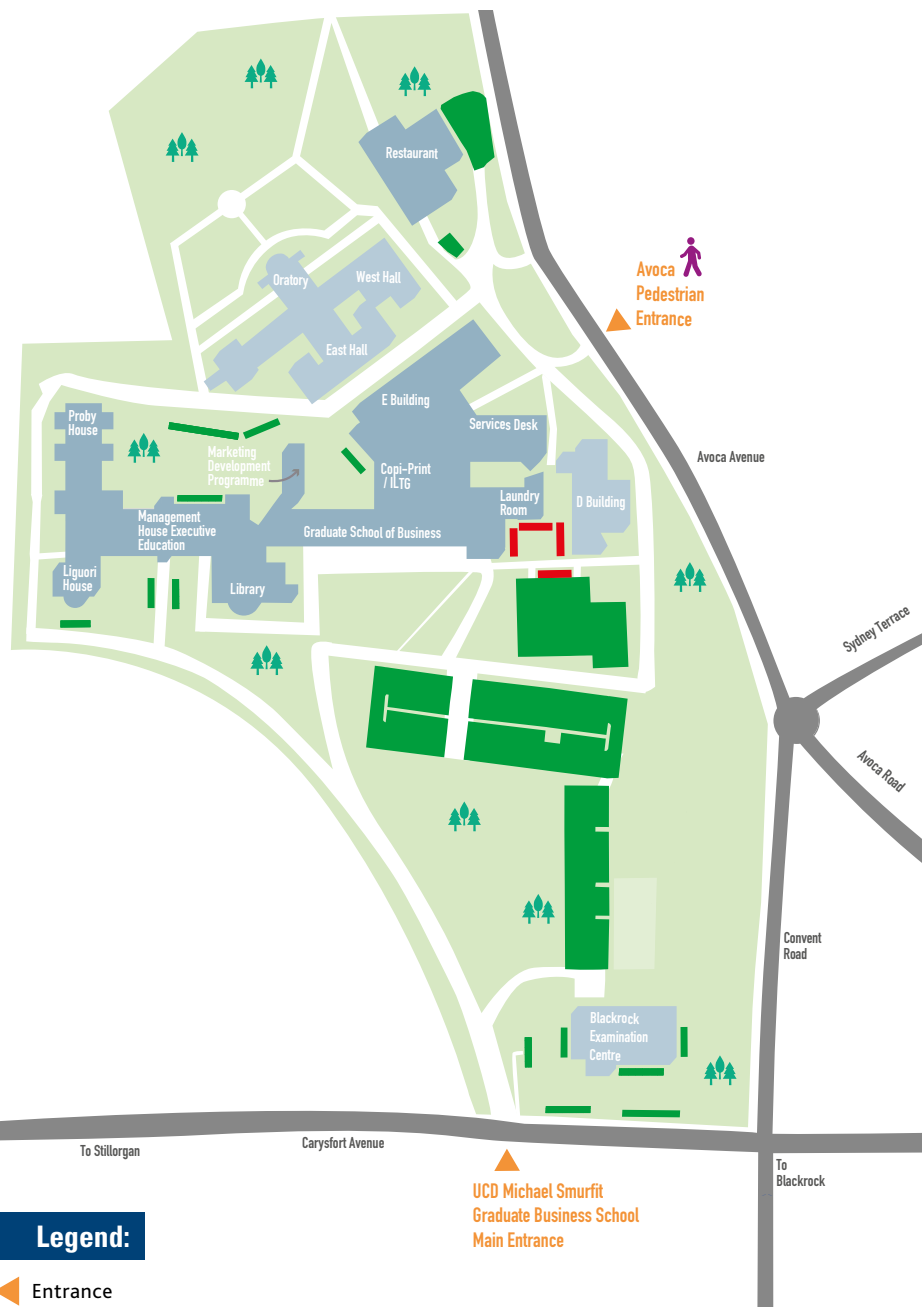 Restaurant
Avoca
Pedestrian
Entrance
Oratory
West Hall
East Hall
E Building
Proby
House
Services Desk
Marketing
Development
Programme
Avoca Avenue
Copi-Print
/ ILTG
Laundry
Room
D Building
Management
House Executive
Education
Graduate School of Business
Liguori
House
Library
Sydney Terrace
Avoca Road
Convent
Road
Blackrock
Examination
Centre
To Stillorgan
Carysfort Avenue
To
Blackrock
UCD Michael Smurfit
Graduate Business School
Main Entrance
Legend:
Entrance